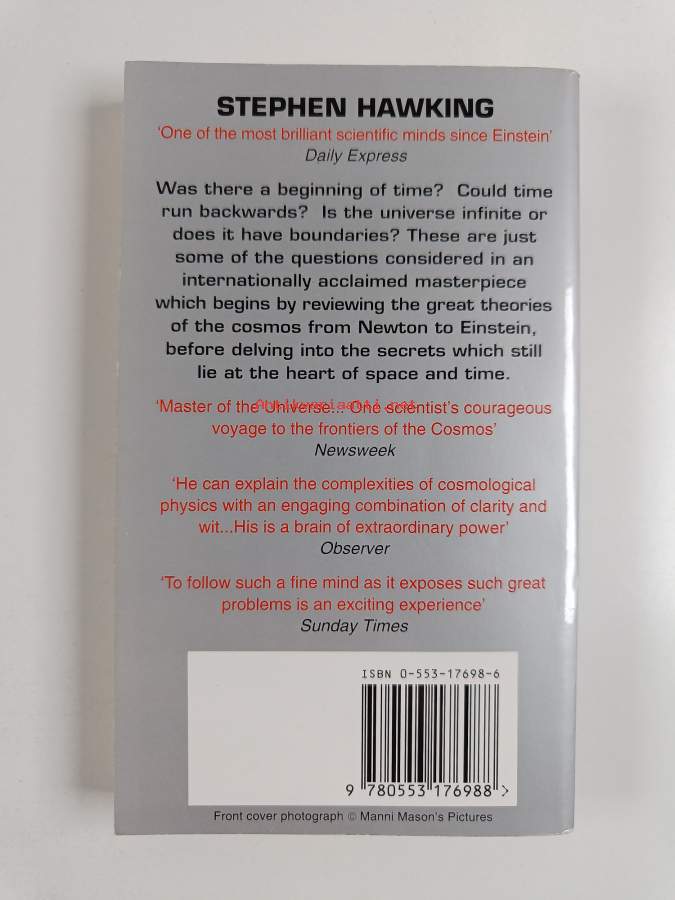 STEPHEN HAWKING
'One of the most brilliant scientific minds since Einstein'
Daily Express
Was there a beginning of time? Could time
run backwards? Is the universe infinite or
does it have boundaries? These are just
some of the questions considered in an
internationally acclaimed masterpiece
which begins by reviewing the great theories
of the cosmos from Newton to Einstein,
before delving into the secrets which still
lie at the heart of space and time.
'Master of the Universe... One scientist's courageous
voyage to the frontiers of the Cosmos'
Newsweek
'He can explain the complexities of cosmological
physics with an engaging combination of clarity and
wit...His is a brain of extraordinary power'
Observer
'To follow such a fine mind as it exposes such great
problems is an exciting experience'
Sunday Times
ISBN 0-553-17698-6
9 780553 176988 >
Front cover photograph © Manni Mason's Pictures